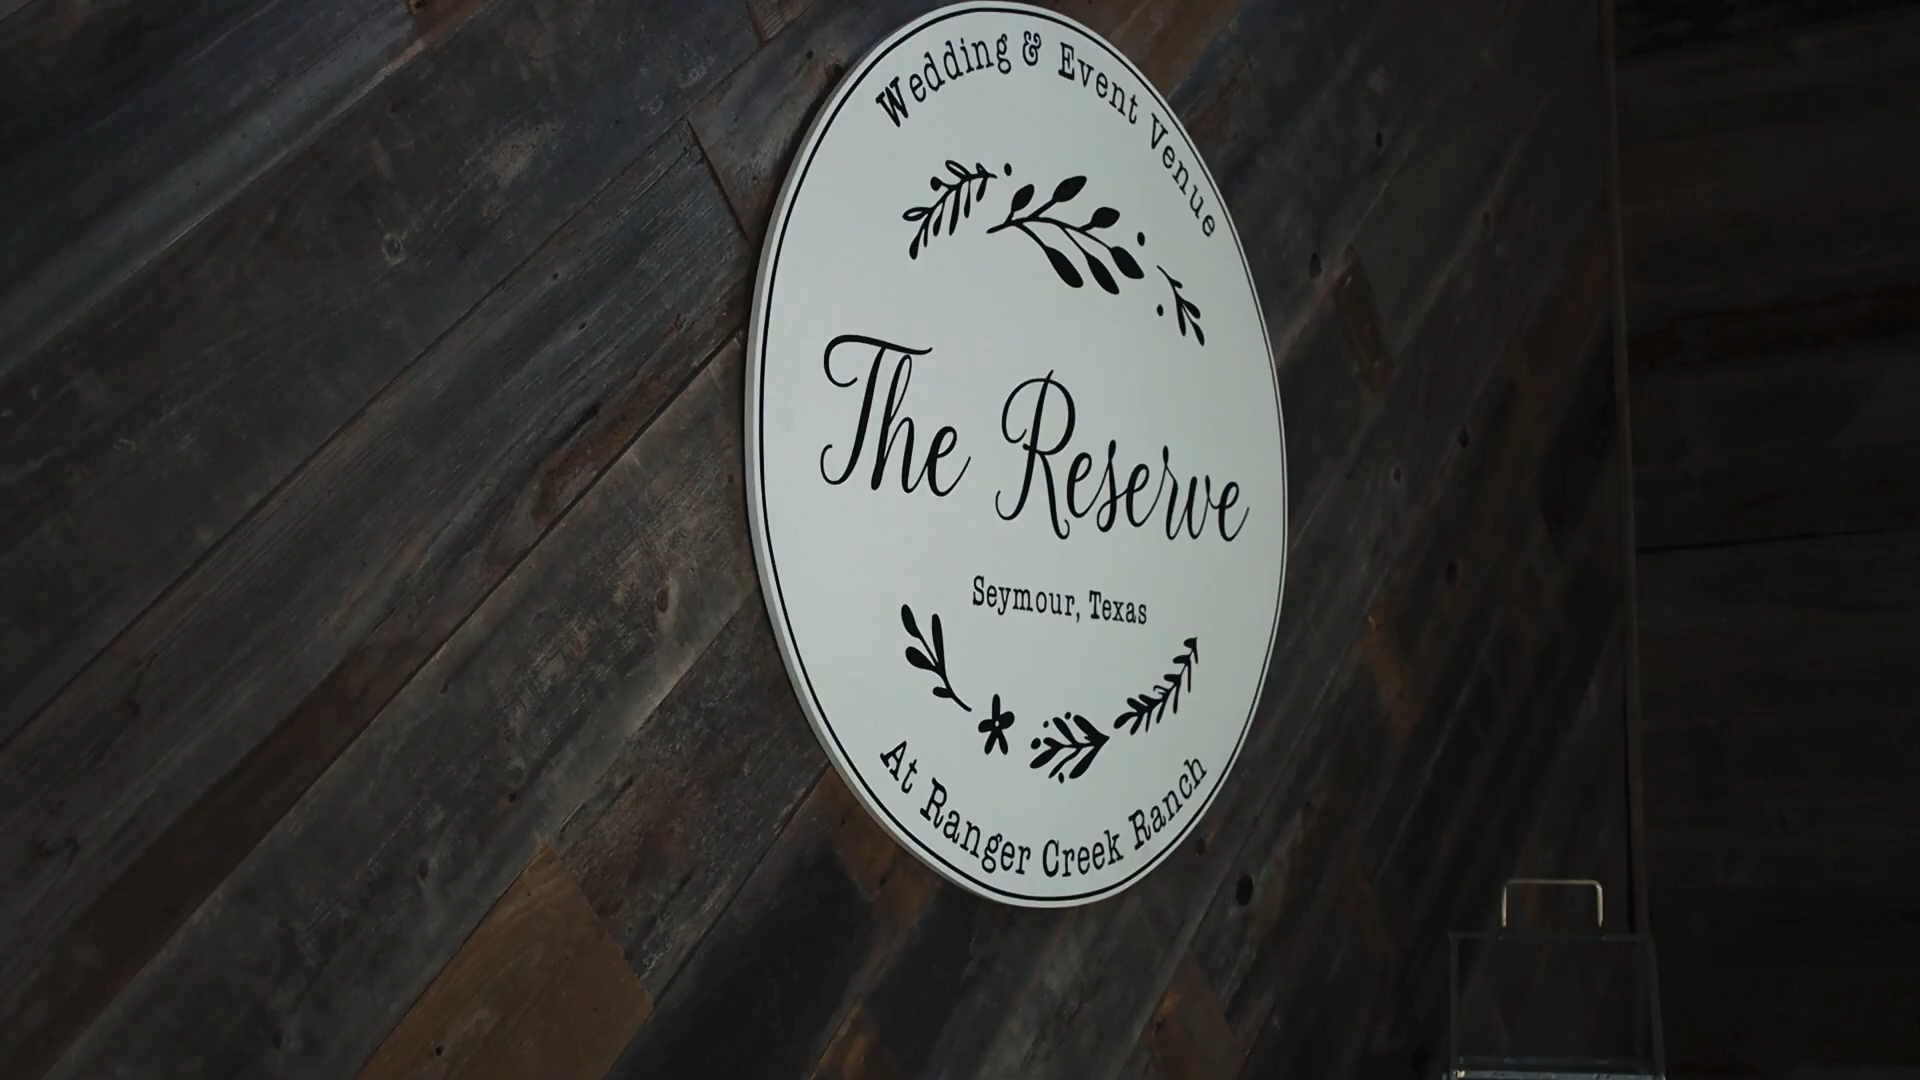 Wedding & Event Venue
The Reserve
Seymour, Texas
At Ranger Creek Ranch